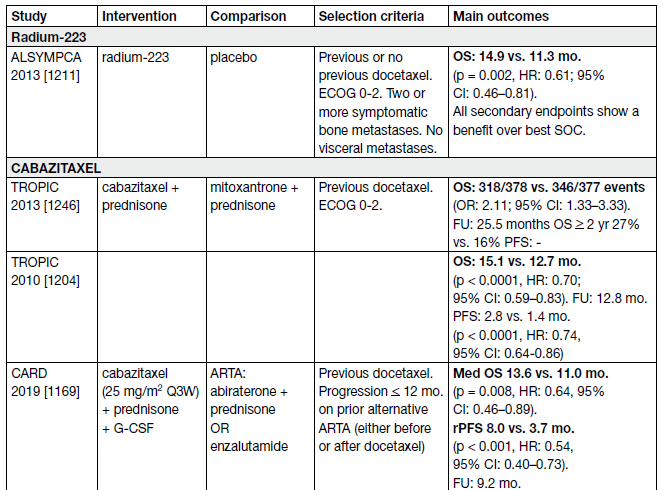 Study Intervention Comparison Selection criteria Main outcomes
Radium-223
ALSYMPCA
2013 [1211]
radium-223
placebo
Previous or no
previous docetaxel.
ECOG 0-2. Two or
more symptomatic
bone metastases. No
visceral metastases.
OS: 14.9 vs. 11.3 mo.
(p = 0.002, HR: 0.61; 95%
CI: 0.46–0.81).
All secondary endpoints show a
benefit over best SOC.
CABAZITAXEL
TROPIC
2013 [1246]
cabazitaxel +
prednisone
mitoxantrone +
prednisone
Previous docetaxel.
ECOG 0-2.
OS: 318/378 vs. 346/377 events
(OR: 2.11; 95% CI: 1.33–3.33).
FU: 25.5 months OS ≥ 2 yr 27%
vs. 16% PFS: -
TROPIC
2010 [1204]
OS: 15.1 vs. 12.7 mo.
(p < 0.0001, HR: 0.70;
95% CI: 0.59–0.83). FU: 12.8 mo.
PFS: 2.8 vs. 1.4 mo.
(p < 0.0001, HR: 0.74,
95% CI: 0.64-0.86)
CARD
2019 [1169]
cabazitaxel
(25 mg/m² Q3W)
+ prednisone
+ G-CSF
ARTA:
abiraterone +
prednisone
OR
enzalutamide
Previous docetaxel.
Progression ≤ 12 mo.
on prior alternative
ARTA (either before
or after docetaxel)
Med OS 13.6 vs. 11.0 mo.
(p = 0.008, HR: 0.64, 95%
CI: 0.46–0.89).
rPFS 8.0 vs. 3.7 mo.
(p < 0.001, HR: 0.54,
95% CI: 0.40–0.73).
FU: 9.2 mo.